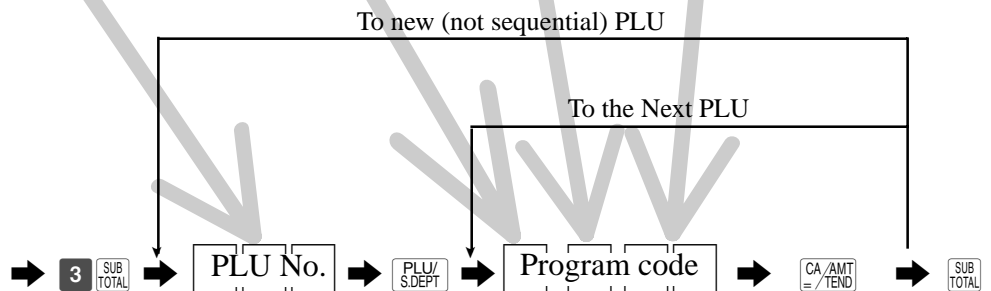 To new (not sequential) PLU
To the Next PLU
3 SUB TOTAL PLU No. PLU/ S.DEPT Program code CA/AMT = /TEND SUB TOTAL